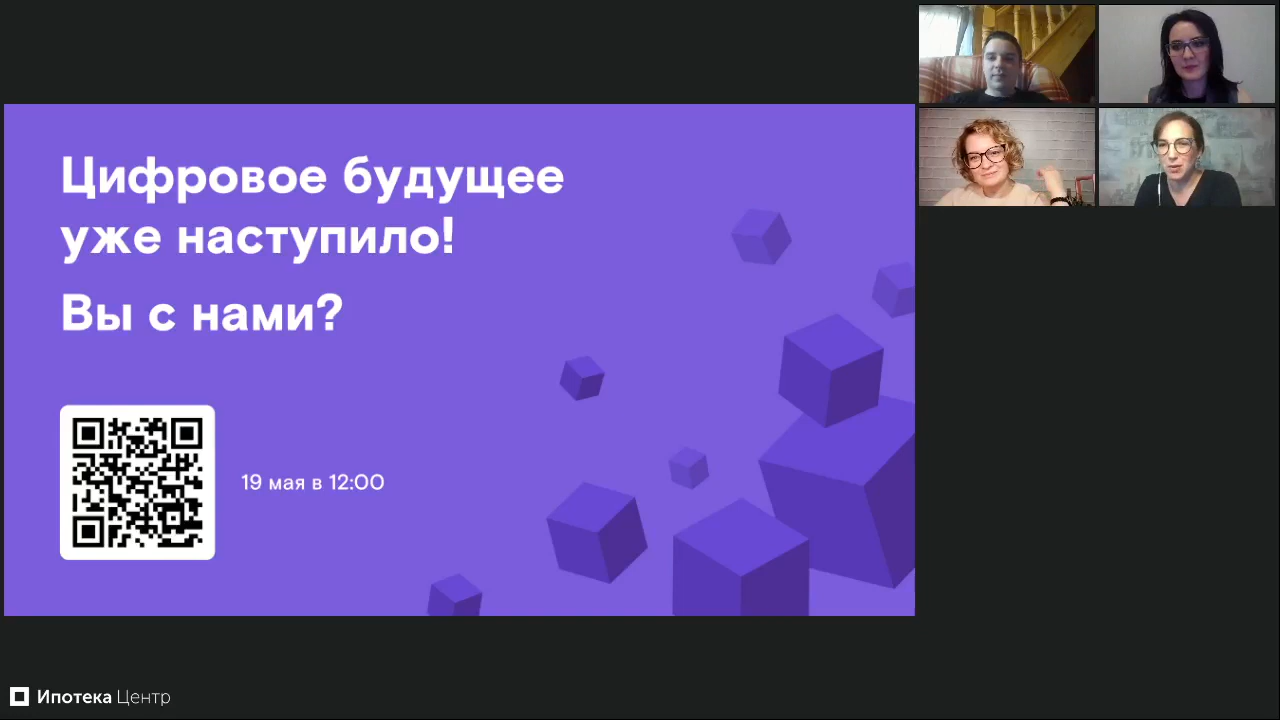 Цифровое будущее
уже наступило!
Вы с нами?
19 мая в 12:00
Ипотека Центр